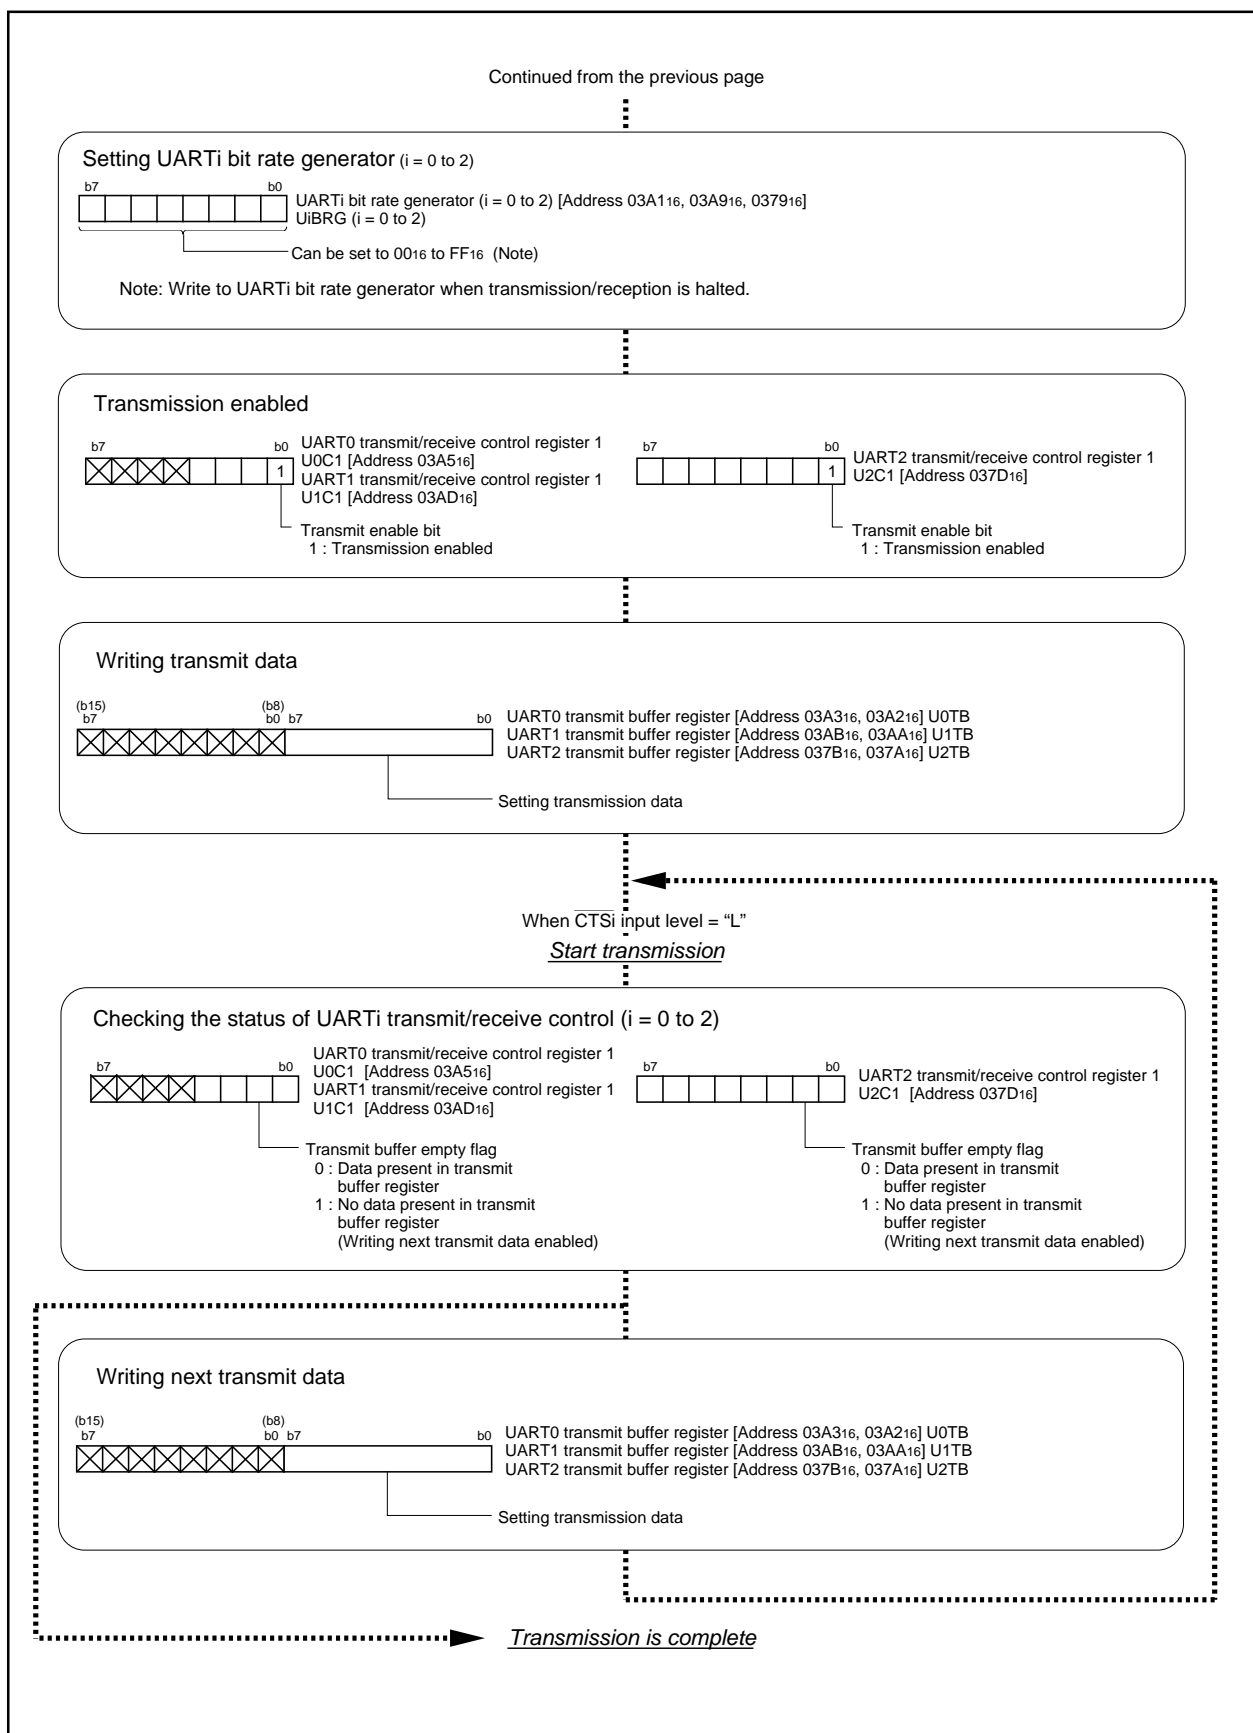 Continued from the previous page
Setting UARTi bit rate generator (i = 0 to 2)
b7 b0
UARTi bit rate generator (i = 0 to 2) [Address 03A116, 03A916, 037916]
UiBRG (i = 0 to 2)
Can be set to 0016 to FF16 (Note)
Note: Write to UARTi bit rate generator when transmission/reception is halted.
Transmission enabled
b7 b0
1
UART0 transmit/receive control register 1
U0C1 [Address 03A516]
UART1 transmit/receive control register 1
U1C1 [Address 03AD16]
Transmit enable bit
1 : Transmission enabled
b7 b0
1
UART2 transmit/receive control register 1
U2C1 [Address 037D16]
Transmit enable bit
1 : Transmission enabled
Writing transmit data
(b15) (b8)
b7 b0 b7 b0
UART0 transmit buffer register [Address 03A316, 03A216] U0TB
UART1 transmit buffer register [Address 03AB16, 03AA16] U1TB
UART2 transmit buffer register [Address 037B16, 037A16] U2TB
Setting transmission data
When CTSi input level = “L”
Start transmission
Checking the status of UARTi transmit/receive control (i = 0 to 2)
b7 b0
UART0 transmit/receive control register 1
U0C1 [Address 03A516]
UART1 transmit/receive control register 1
U1C1 [Address 03AD16]
Transmit buffer empty flag
0 : Data present in transmit
buffer register
1 : No data present in transmit
buffer register
(Writing next transmit data enabled)
b7 b0
UART2 transmit/receive control register 1
U2C1 [Address 037D16]
Transmit buffer empty flag
0 : Data present in transmit
buffer register
1 : No data present in transmit
buffer register
(Writing next transmit data enabled)
Writing next transmit data
(b15) (b8)
b7 b0 b7 b0
UART0 transmit buffer register [Address 03A316, 03A216] U0TB
UART1 transmit buffer register [Address 03AB16, 03AA16] U1TB
UART2 transmit buffer register [Address 037B16, 037A16] U2TB
Setting transmission data
Transmission is complete